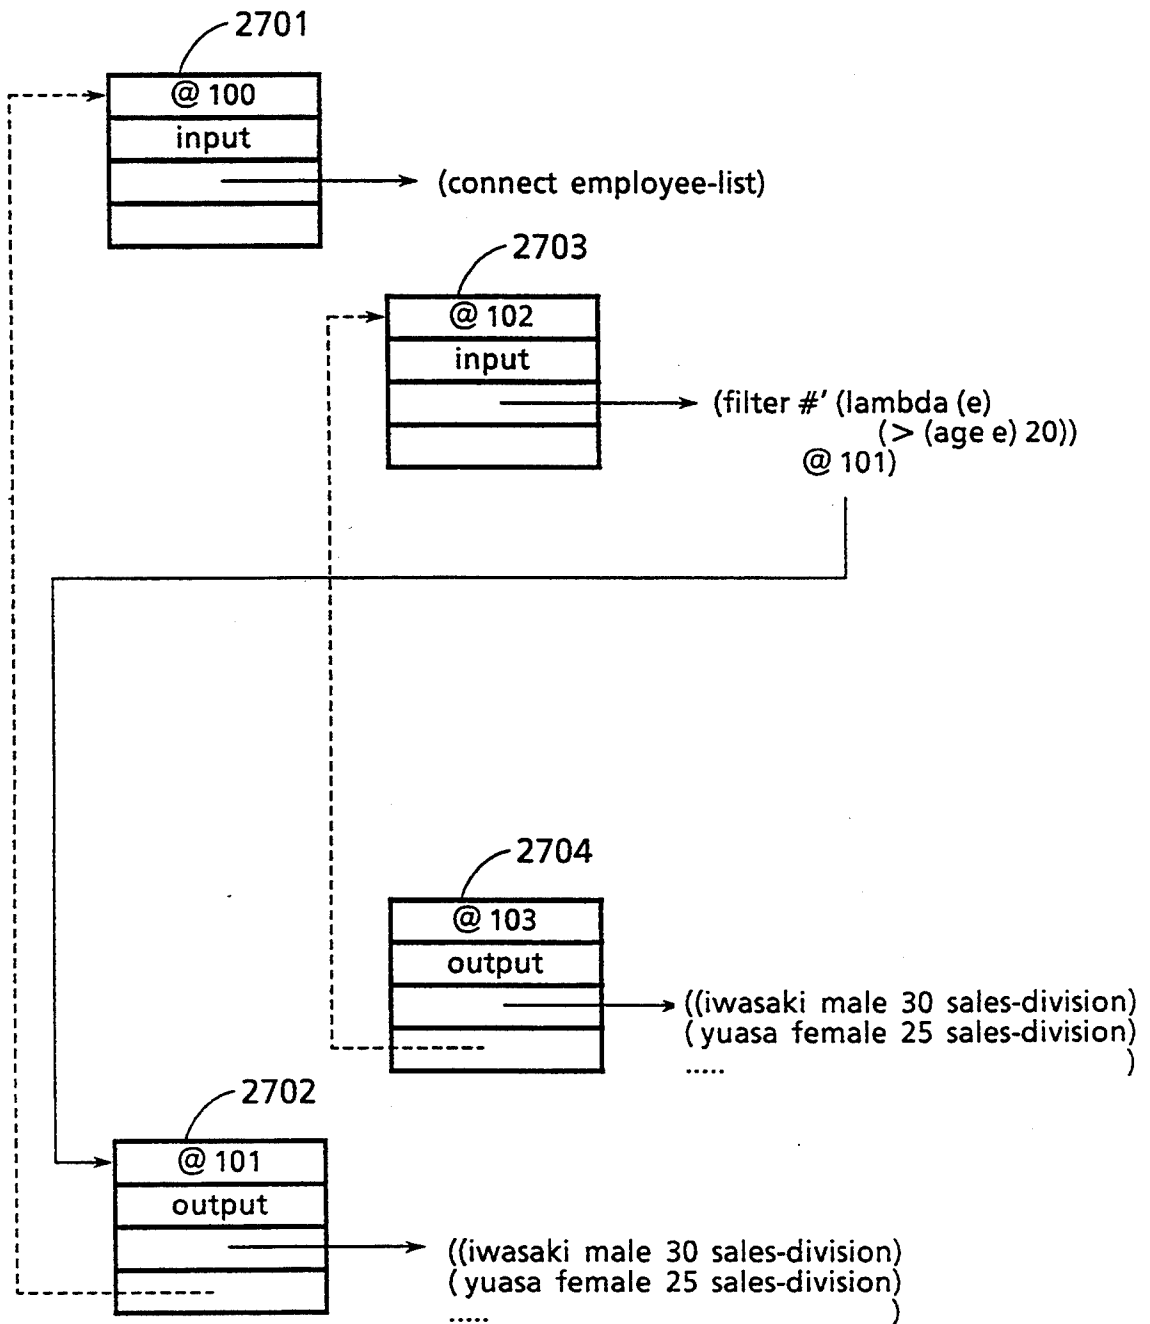 2701
@ 100
input
(connect employee-list)
2703
@ 102
input
(filter #' (lambda (e)
(> (age e) 20))
@ 101)
2704
@ 103
output
((iwasaki male 30 sales-division)
( yuasa female 25 sales-division)
..... )
2702
@ 101
output
((iwasaki male 30 sales-division)
( yuasa female 25 sales-division)
..... )